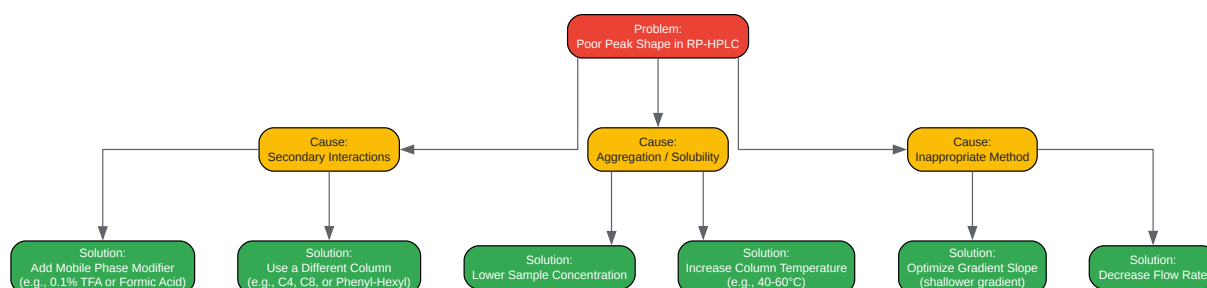 Problem:
Poor Peak Shape in RP-HPLC
Cause:
Secondary Interactions
Cause:
Aggregation / Solubility
Cause:
Inappropriate Method
Solution:
Add Mobile Phase Modifier
(e.g., 0.1% TFA or Formic Acid)
Solution:
Use a Different Column
(e.g., C4, C8, or Phenyl-Hexyl)
Solution:
Lower Sample Concentration
Solution:
Increase Column Temperature
(e.g., 40-60°C)
Solution:
Optimize Gradient Slope
(shallower gradient)
Solution:
Decrease Flow Rate